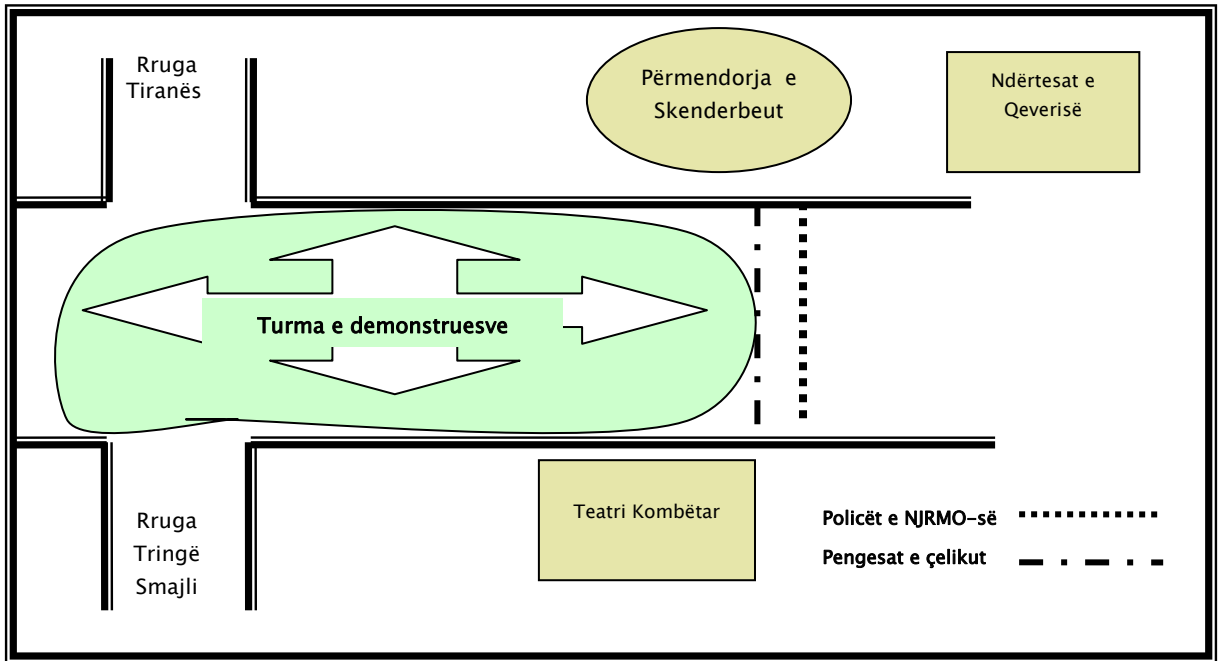 Rruga
Tiranës
Përmendorja e
Skenderbeut
Ndërtesat e
Qeverisë
Turma e demonstruesve
Rruga
Tringë
Smajli
Teatri Kombëtar
Policët e NJRMO-së
Pengesat e çelikut